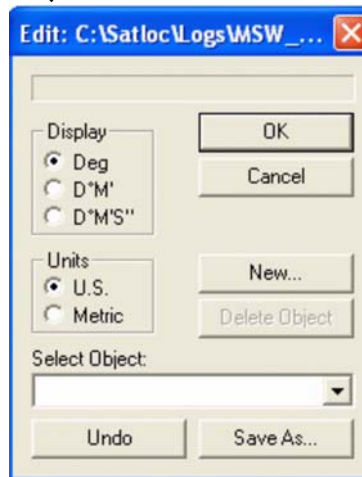 Edit: C:\Satloc\Logs\MSW_...
Display
Deg
D°M'
D°M'S"
OK
Cancel
Units
U.S.
Metric
New...
Delete Object
Select Object:
Undo
Save As...